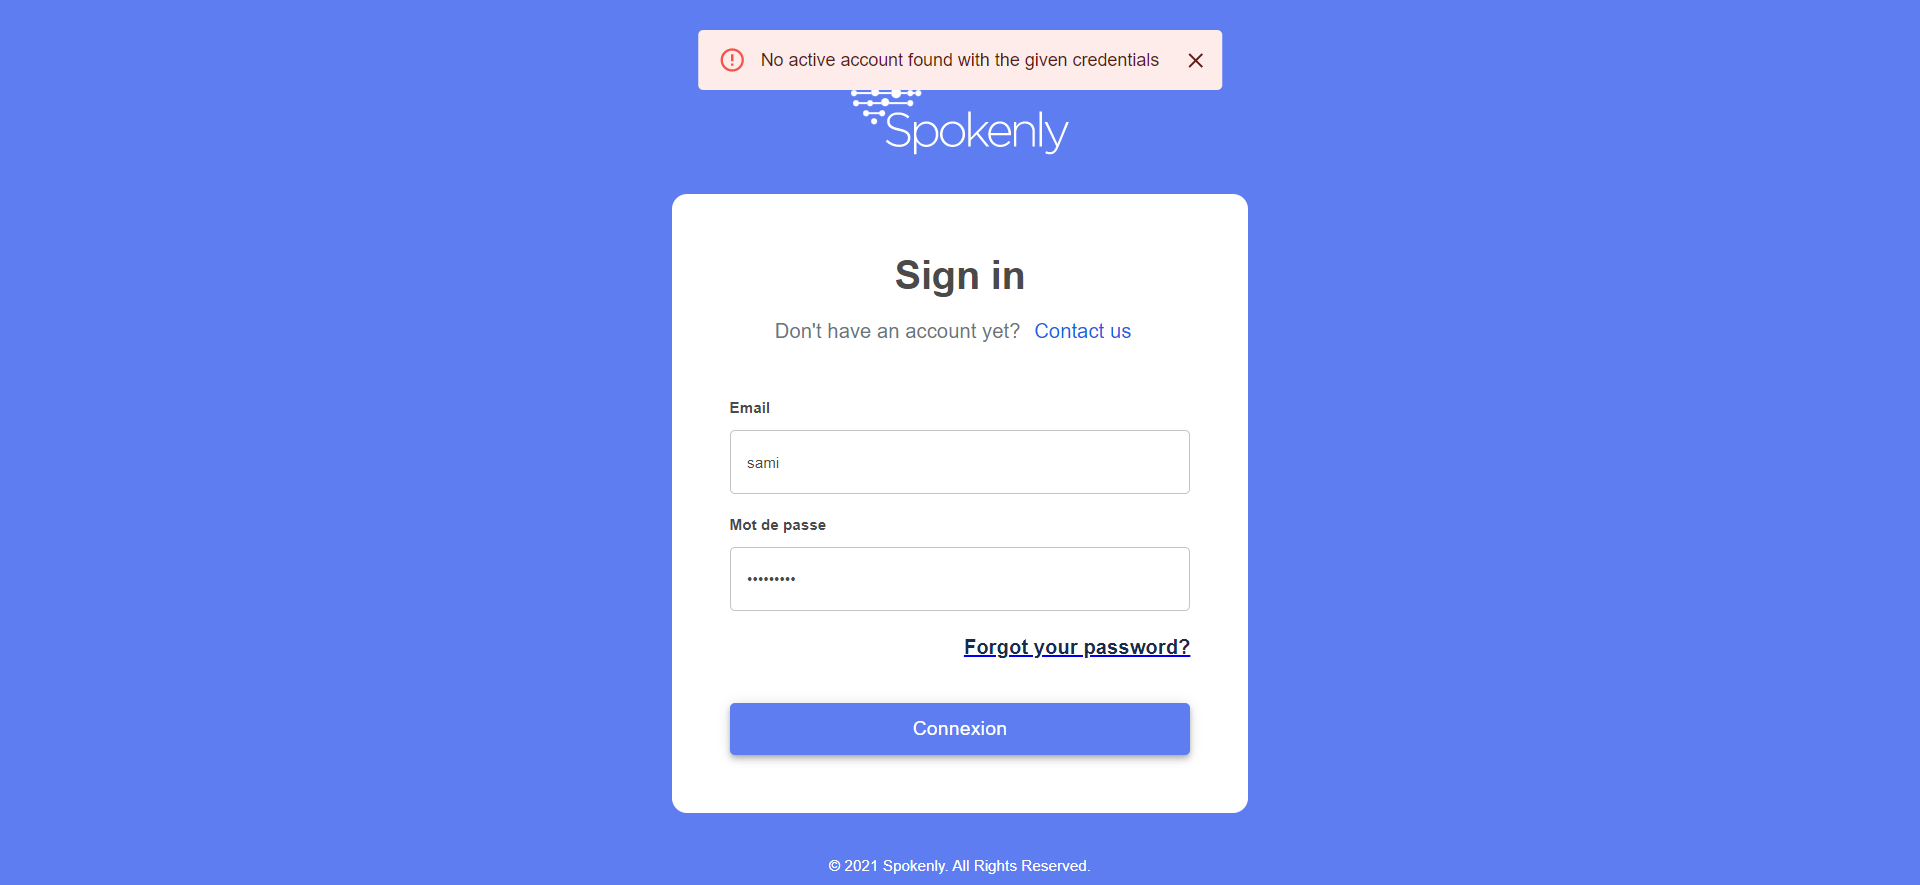 No active account found with the given credentials
Spokenly
Sign in
Don't have an account yet? Contact us
Email
sami
Mot de passe
•••••••••
Forgot your password?
Connexion
© 2021 Spokenly. All Rights Reserved.